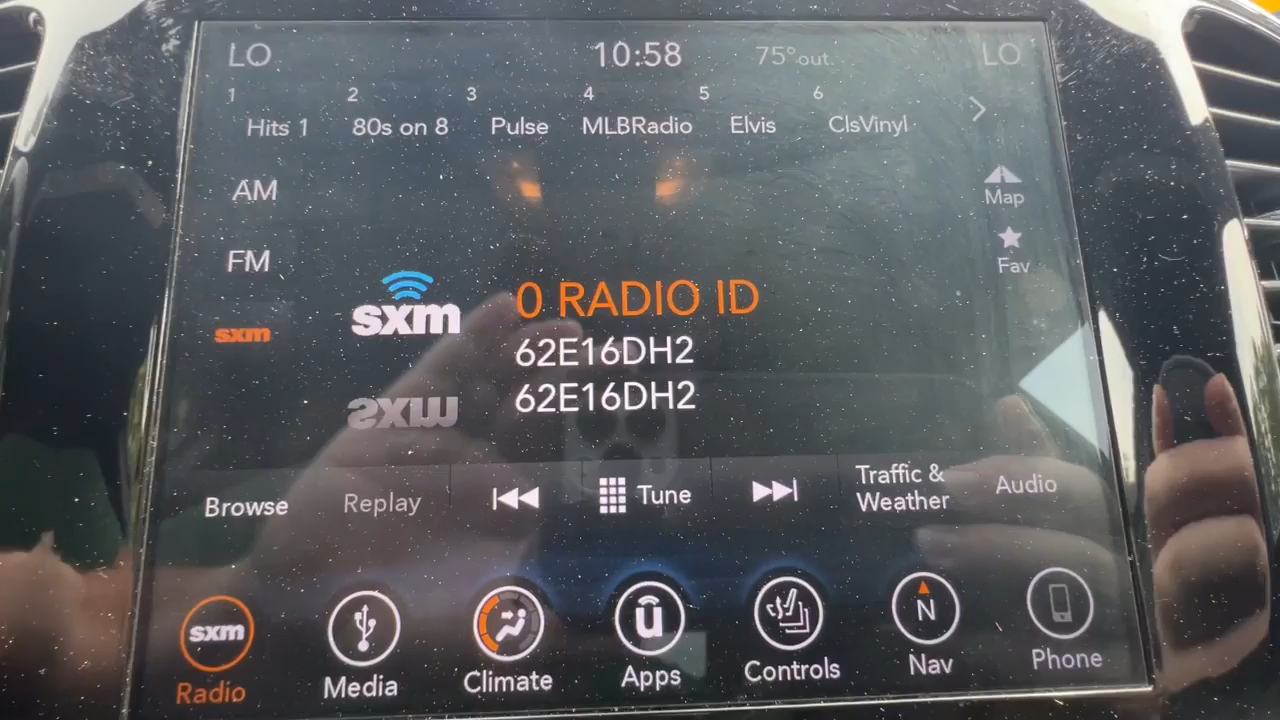 LO 10:58 75° out. LO
1 2 3 4 5 6
Hits 1 80s on 8 Pulse MLBRadio Elvis ClsVinyl
AM
Map
FM
Fav
sxm
sxm
0 RADIO ID
62E16DH2
62E16DH2
Browse
Replay
Tune
Traffic &
Weather
Audio
sxm
u
N
Radio
Media
Climate
Apps
Controls
Nav
Phone